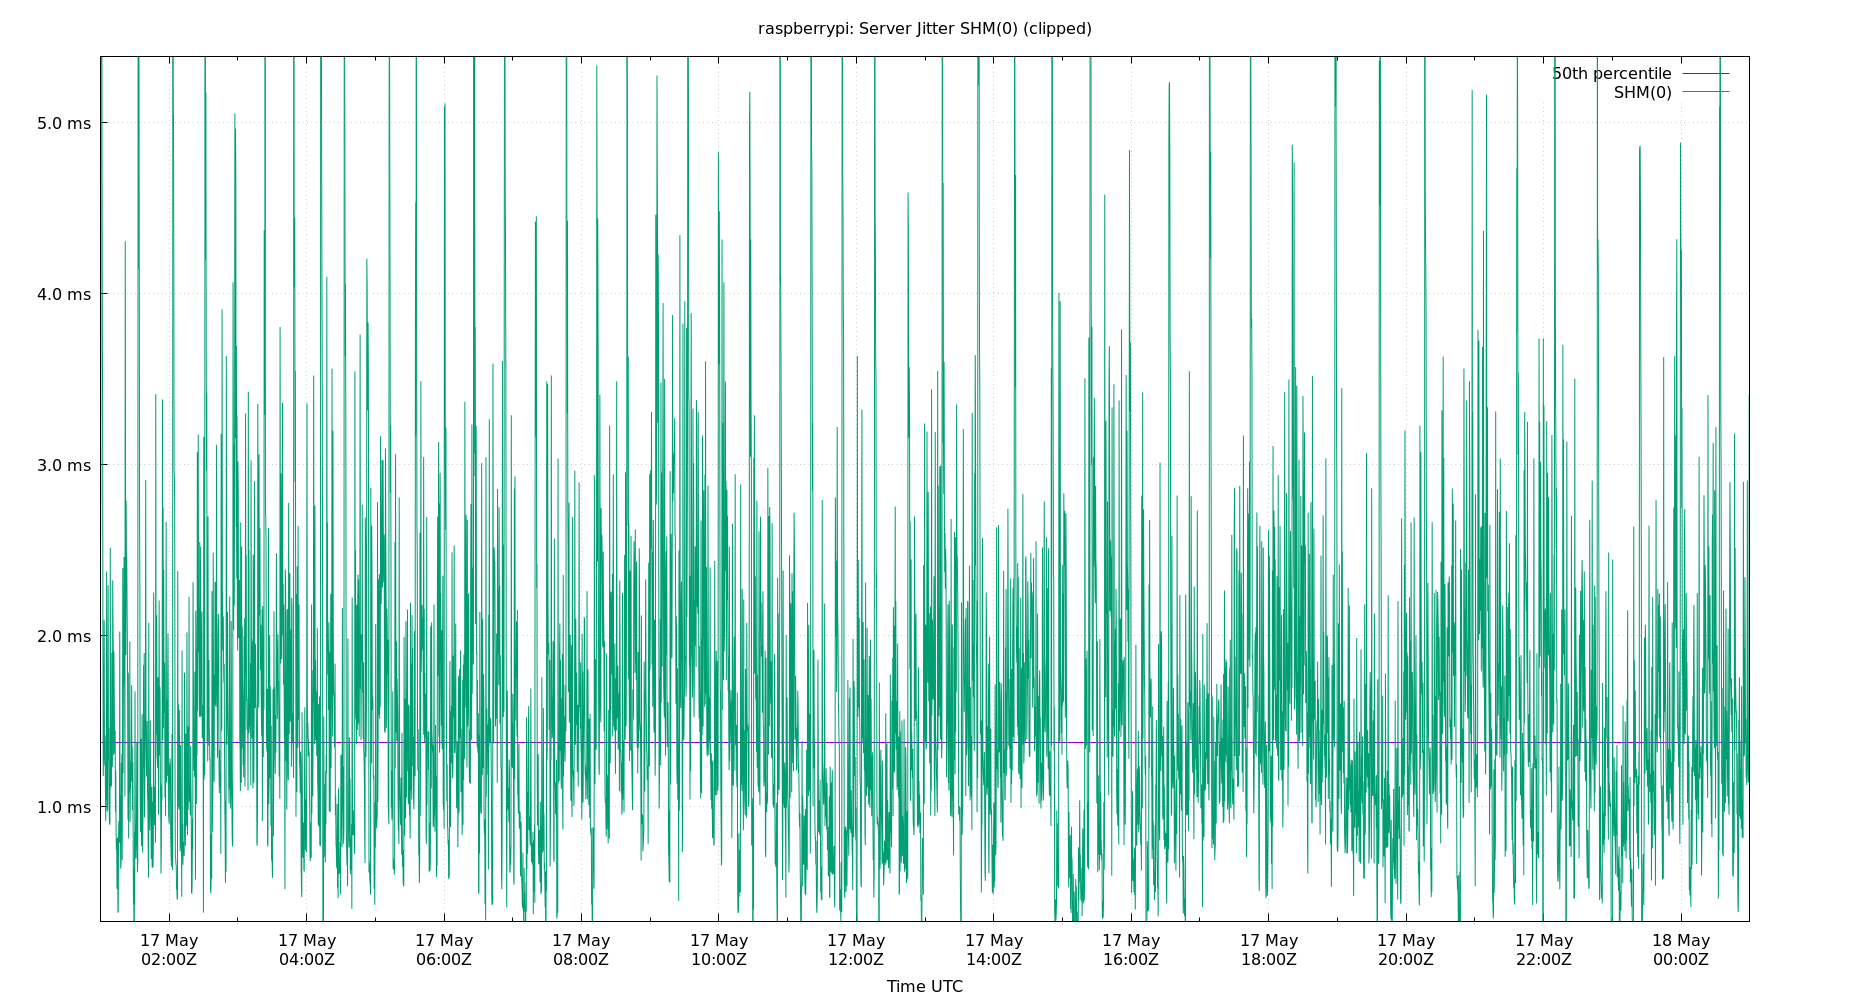 raspberrypi: Server Jitter SHM(0) (clipped)
50th percentile
SHM(0)
5.0 ms
4.0 ms
3.0 ms
2.0 ms
1.0 ms
17 May 17 May 17 May 17 May 17 May 17 May 17 May 17 May 17 May 17 May 17 May 18 May
02:00Z 04:00Z 06:00Z 08:00Z 10:00Z 12:00Z 14:00Z 16:00Z 18:00Z 20:00Z 22:00Z 00:00Z
Time UTC